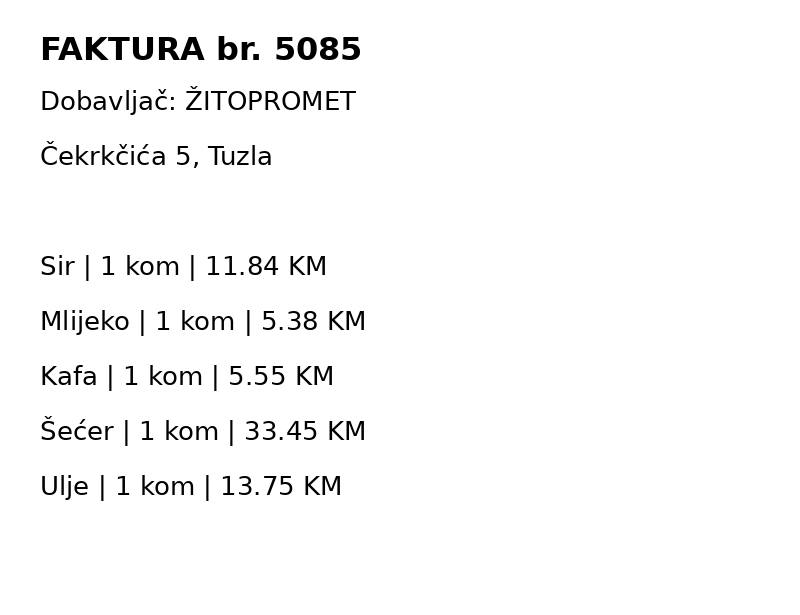 FAKTURA br. 5085
Dobavljač: ŽITOPROMET
Čekrkčića 5, Tuzla
Sir | 1 kom | 11.84 KM
Mlijeko | 1 kom | 5.38 KM
Kafa | 1 kom | 5.55 KM
Šećer | 1 kom | 33.45 KM
Ulje | 1 kom | 13.75 KM